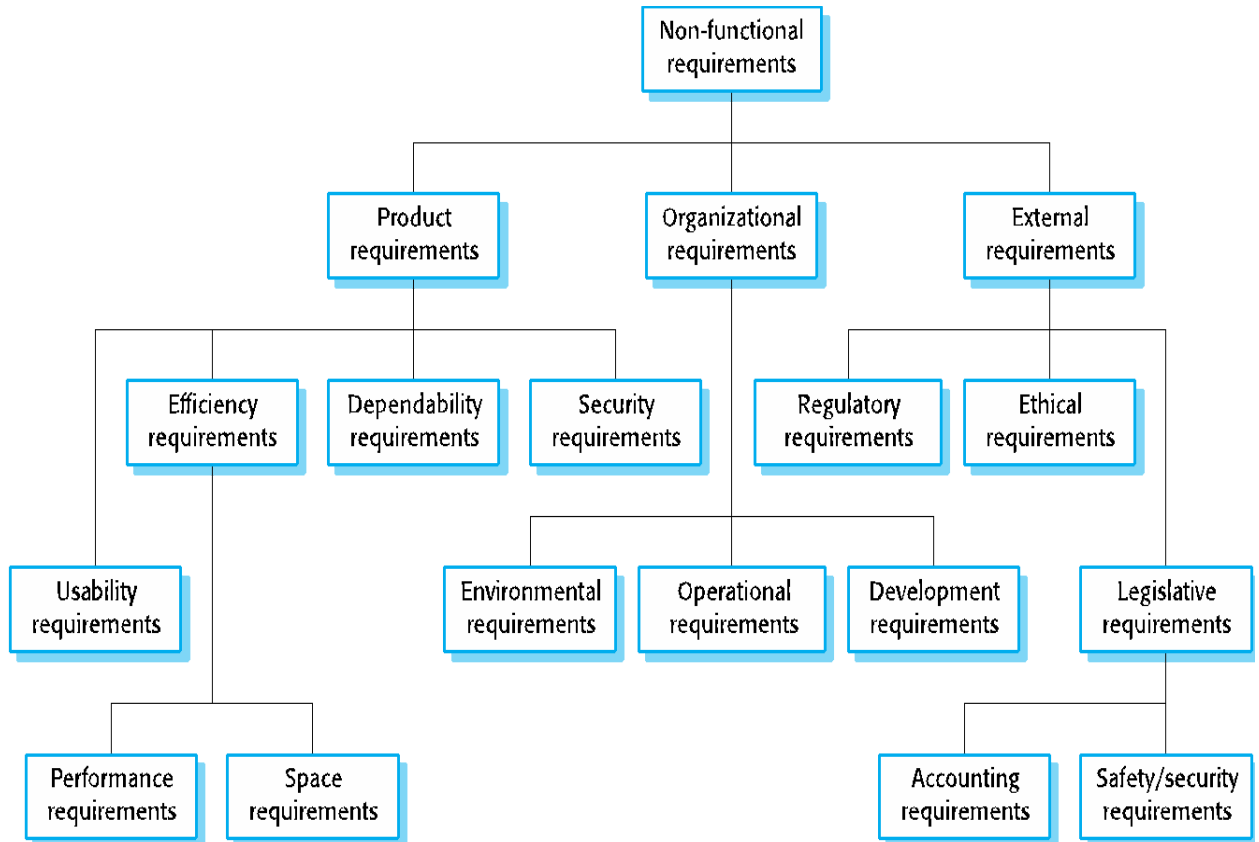 Non-functional
requirements
Product
requirements
Organizational
requirements
External
requirements
Efficiency
requirements
Dependability
requirements
Security
requirements
Regulatory
requirements
Ethical
requirements
Usability
requirements
Environmental
requirements
Operational
requirements
Development
requirements
Legislative
requirements
Performance
requirements
Space
requirements
Accounting
requirements
Safety/security
requirements